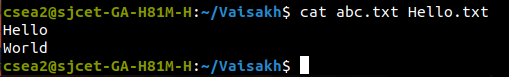 csea2@sjcet-GA-H81M-H:~/Vaisakh$ cat abc.txt Hello.txt
Hello
World
csea2@sjcet-GA-H81M-H:~/Vaisakh$